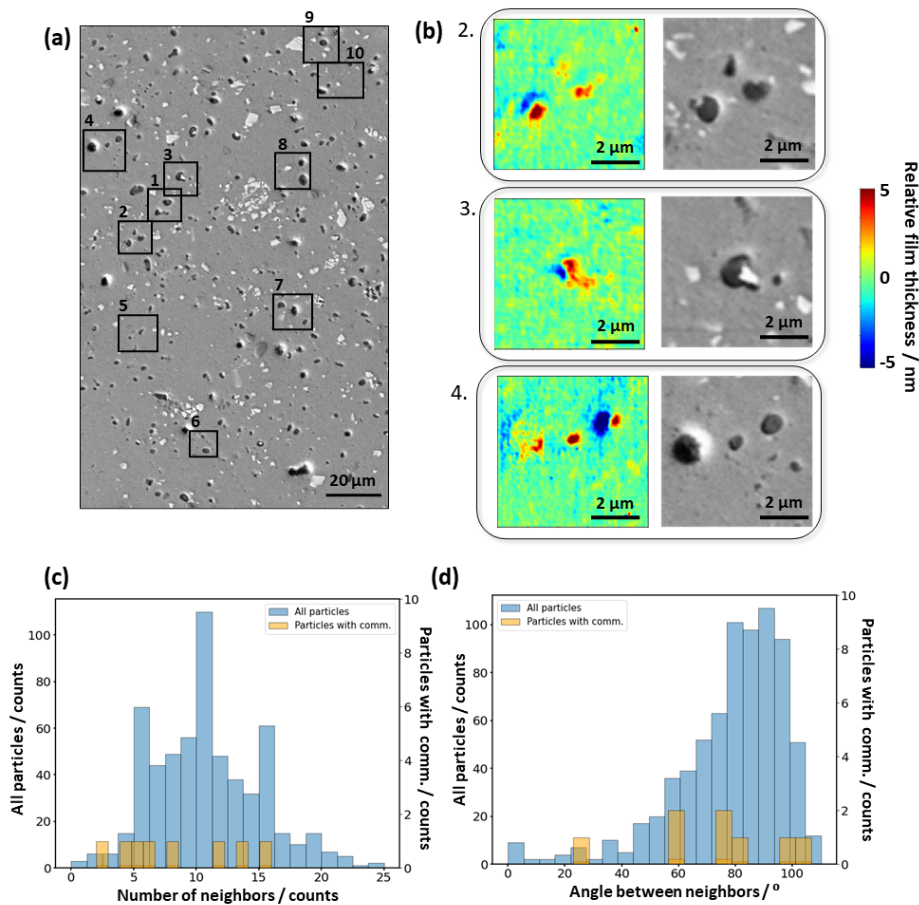 (a)
9
10
4
3
8
1
2
7
5
6
20 µm
(b)
2.
2 µm
2 µm
3.
2 µm
2 µm
4.
2 µm
2 µm
5
0
-5
Relative film thickness / nm
(c)
All particles
Particles with comm.
100
80
60
40
20
0
10
8
6
4
2
0
0 5 10 15 20 25
All particles / counts
Particles with comm. / counts
Number of neighbors / counts
(d)
All particles
Particles with comm.
100
80
60
40
20
0
10
8
6
4
2
0
0 20 40 60 80 100
All particles / counts
Particles with comm. / counts
Angle between neighbors / º